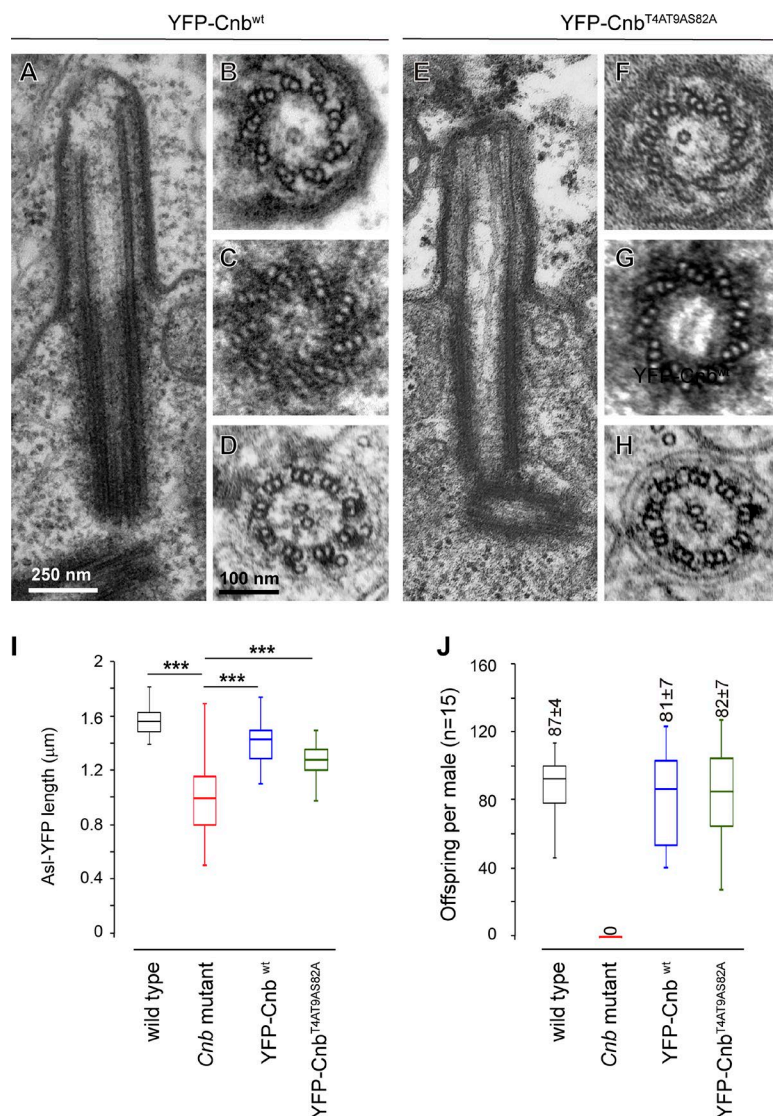 YFP-Cnbwt
YFP-CnbT4AT9AS82A
A
B
E
F
C
G
YFP-Cnbwt
D
H
250 nm
100 nm
I
J
2
1.6
1.2
0.8
0.4
0
Asl-YFP length (μm)
***
***
***
wild type
Cnb mutant
YFP-Cnb wt
YFP-CnbT4AT9AS82A
160
120
80
40
0
Offspring per male (n=15)
87±4
0
81±7
82±7
wild type
Cnb mutant
YFP-Cnb wt
YFP-CnbT4AT9AS82A